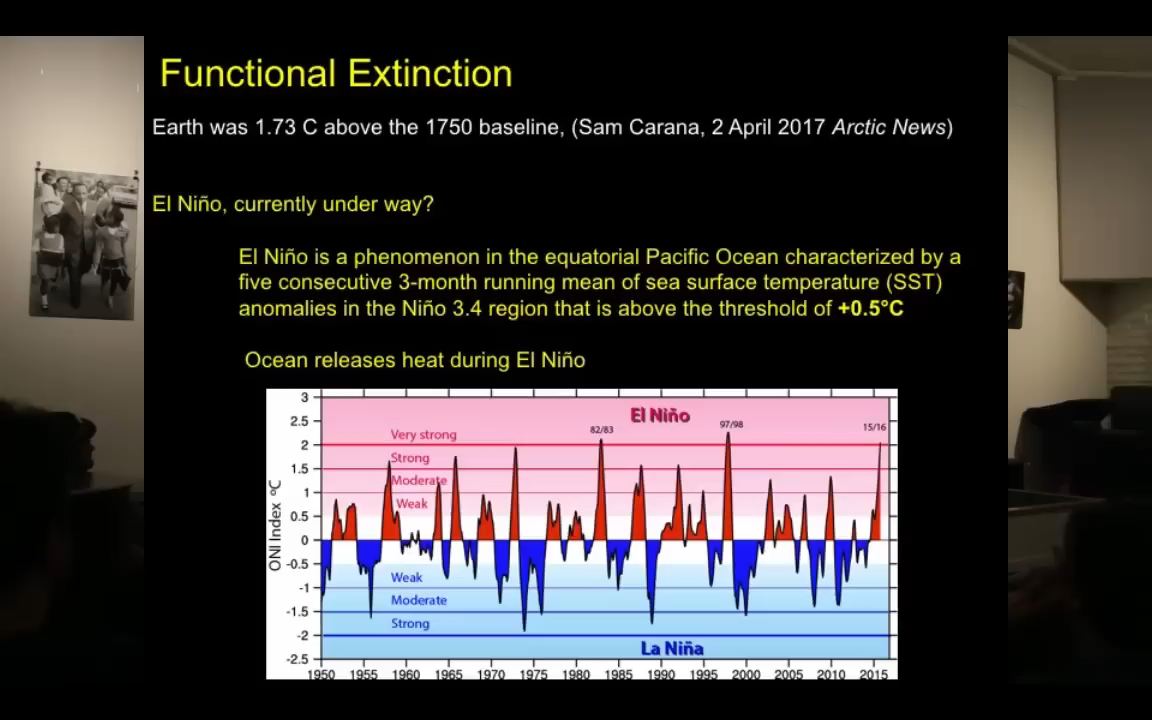 Functional Extinction
Earth was 1.73 C above the 1750 baseline, (Sam Carana, 2 April 2017 Arctic News)
El Niño, currently under way?
El Niño is a phenomenon in the equatorial Pacific Ocean characterized by a
five consecutive 3-month running mean of sea surface temperature (SST)
anomalies in the Niño 3.4 region that is above the threshold of +0.5°C
Ocean releases heat during El Niño
El Niño
82/83
97/98
15/16
Very strong
Strong
Moderate
Weak
Weak
Moderate
Strong
La Niña
ONI Index ºC
3
2.5
2
1.5
1
0.5
0
-0.5
-1
-1.5
-2
-2.5
1950 1955 1960 1965 1970 1975 1980 1985 1990 1995 2000 2005 2010 2015